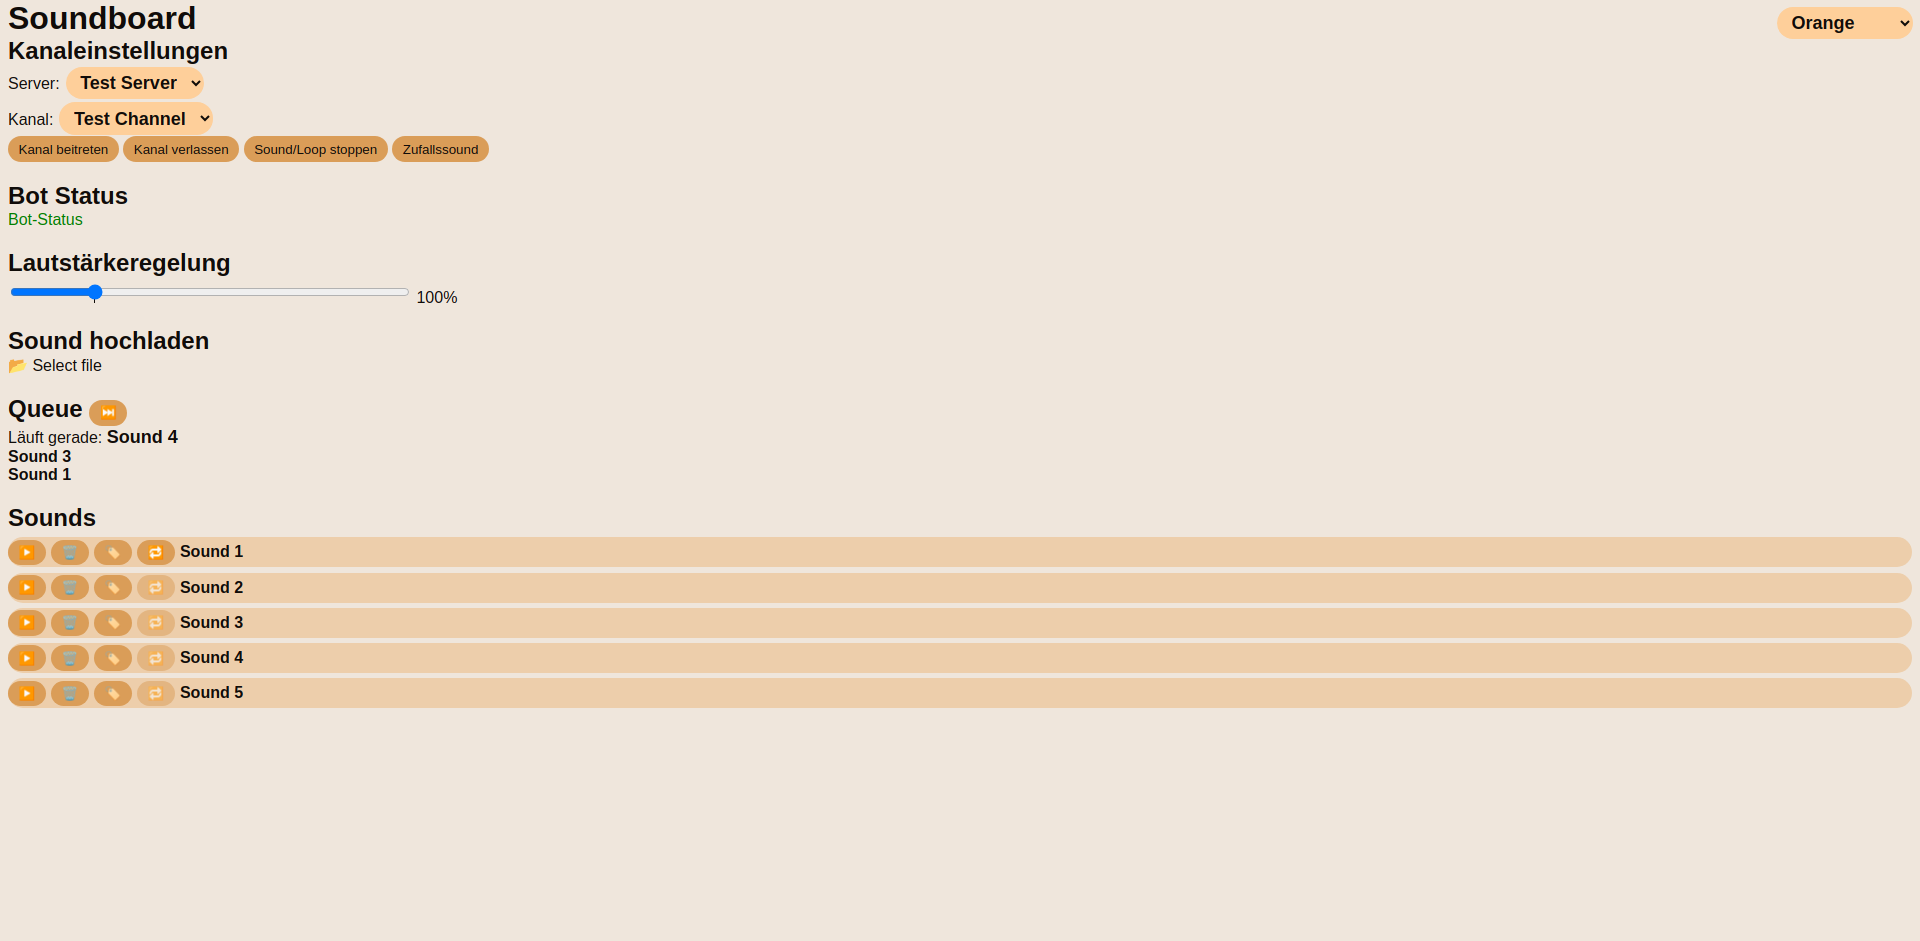 Soundboard
Orange
Kanaleinstellungen
Server: Test Server
Kanal: Test Channel
Kanal beitreten Kanal verlassen Sound/Loop stoppen Zufallssound
Bot Status
Bot-Status
Lautstärkeregelung
100%
Sound hochladen
📂 Select file
Queue ⏭️
Läuft gerade: Sound 4
Sound 3
Sound 1
Sounds
▶️ 🗑️ 🏷️ 🔁 Sound 1
▶️ 🗑️ 🏷️ 🔁 Sound 2
▶️ 🗑️ 🏷️ 🔁 Sound 3
▶️ 🗑️ 🏷️ 🔁 Sound 4
▶️ 🗑️ 🏷️ 🔁 Sound 5